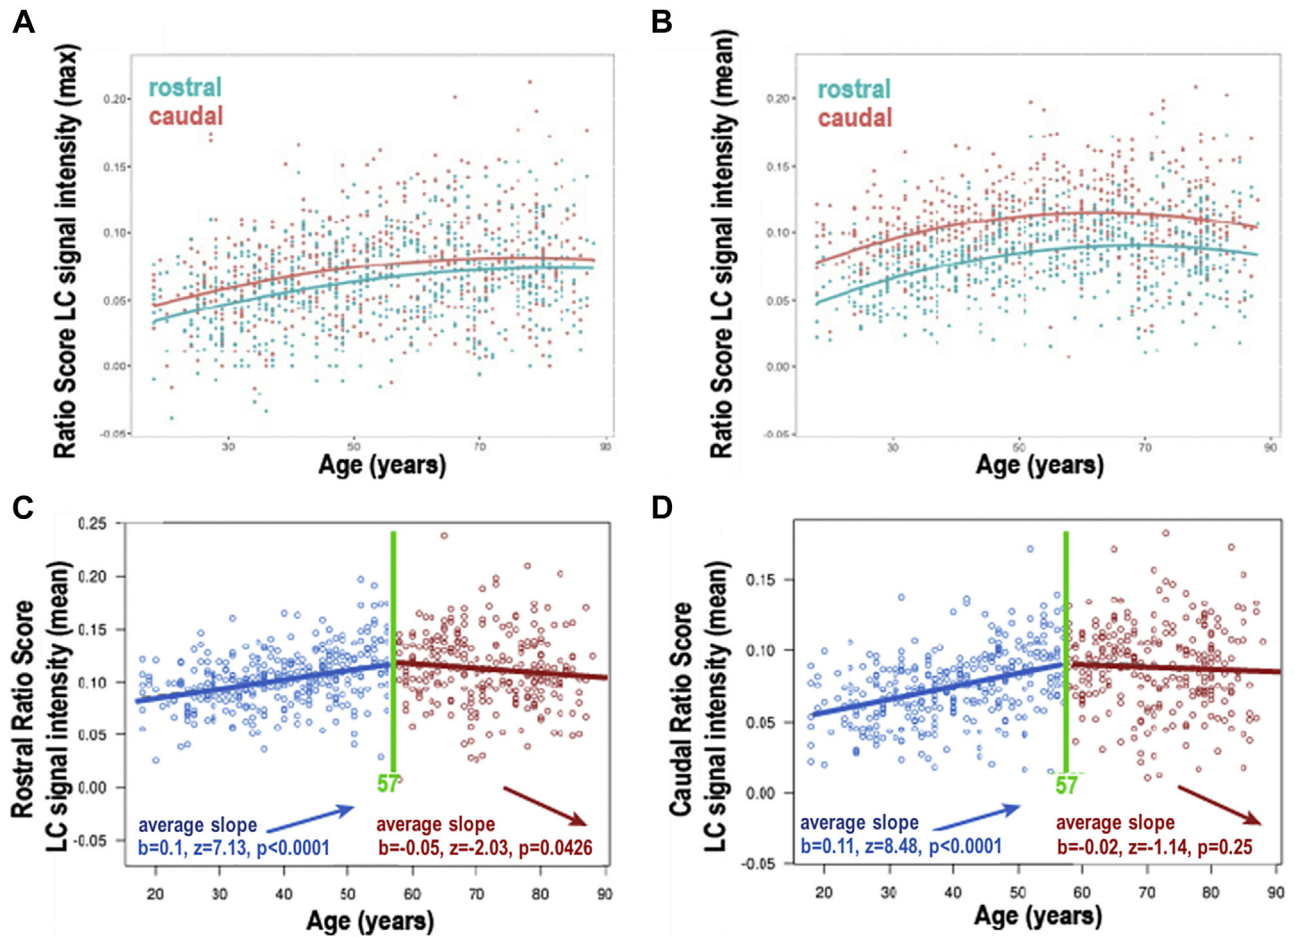 A
Ratio Score LC signal intensity (max)
rostral
caudal
0.20
0.15
0.10
0.05
0.00
-0.05
30
50
70
90
Age (years)
B
Ratio Score LC signal intensity (mean)
rostral
caudal
0.20
0.15
0.10
0.05
0.00
-0.05
30
50
70
90
Age (years)
C
Rostral Ratio Score
LC signal intensity (mean)
0.25
0.20
0.15
0.10
0.05
0.00
-0.05
57
average slope
b=0.1, z=7.13, p<0.0001
average slope
b=-0.05, z=-2.03, p=0.0426
20
30
40
50
60
70
80
90
Age (years)
D
Caudal Ratio Score
LC signal intensity (mean)
0.15
0.10
0.05
0.00
-0.05
57
average slope
b=0.11, z=8.48, p<0.0001
average slope
b=-0.02, z=-1.14, p=0.25
20
30
40
50
60
70
80
90
Age (years)